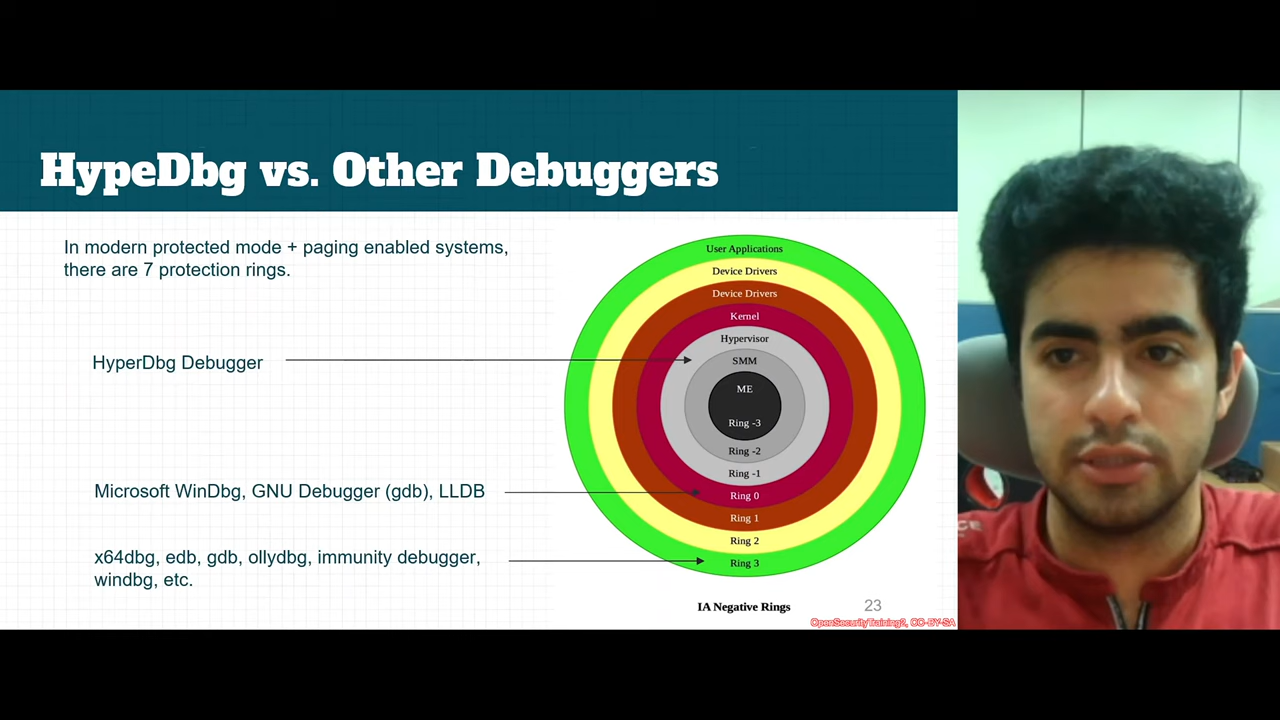 HypeDbg vs. Other Debuggers
In modern protected mode + paging enabled systems,
there are 7 protection rings.
HyperDbg Debugger
Microsoft WinDbg, GNU Debugger (gdb), LLDB
x64dbg, edb, gdb, ollydbg, immunity debugger,
windbg, etc.
User Applications
Device Drivers
Device Drivers
Kernel
Hypervisor
SMM
ME
Ring -3
Ring -2
Ring -1
Ring 0
Ring 1
Ring 2
Ring 3
IA Negative Rings
23
OpenSecurityTraining2, CC-BY-SA